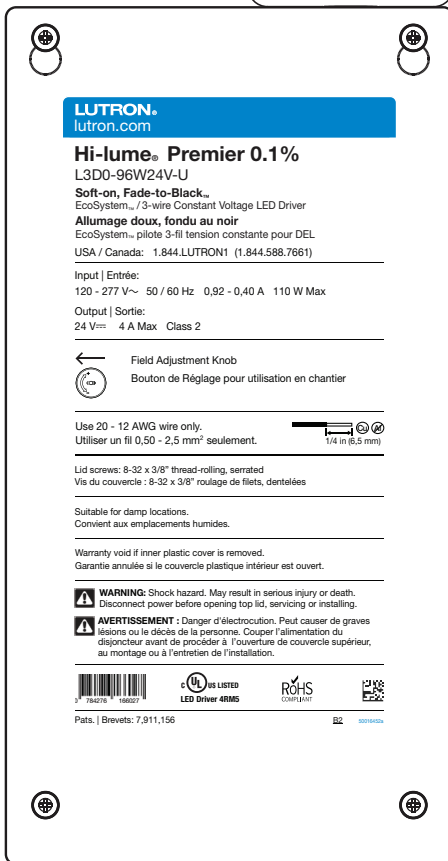 LUTRON®
lutron.com
Hi-lume® Premier 0.1%
L3D0-96W24V-U
Soft-on, Fade-to-Black™
EcoSystem™ / 3-wire Constant Voltage LED Driver
Allumage doux, fondu au noir
EcoSystem™ pilote 3-fil tension constante pour DEL
USA / Canada: 1.844.LUTRON1 (1.844.588.7661)
Input | Entrée:
120 - 277 V~ 50 / 60 Hz 0,92 - 0,40 A 110 W Max
Output | Sortie:
24 V⎓ 4 A Max Class 2
Field Adjustment Knob
Bouton de Réglage pour utilisation en chantier
Use 20 - 12 AWG wire only.
Utiliser un fil 0,50 - 2,5 mm² seulement.
Cu Al
1/4 in (6,5 mm)
Lid screws: 8-32 x 3/8" thread-rolling, serrated
Vis du couvercle : 8-32 x 3/8" roulage de filets, dentelées
Suitable for damp locations.
Convient aux emplacements humides.
Warranty void if inner plastic cover is removed.
Garantie annulée si le couvercle plastique intérieur est ouvert.
WARNING: Shock hazard. May result in serious injury or death.
Disconnect power before opening top lid, servicing or installing.
AVERTISSEMENT : Danger d'électrocution. Peut causer de graves
lésions ou le décès de la personne. Couper l'alimentation du
disjoncteur avant de procéder à l'ouverture de couvercle supérieur,
au montage ou à l'entretien de l'installation.
0 784276 166027
C UL US LISTED
LED Driver 4RM5
RoHS
COMPLIANT
Pats. | Brevets: 7,911,156
B2
50016452a